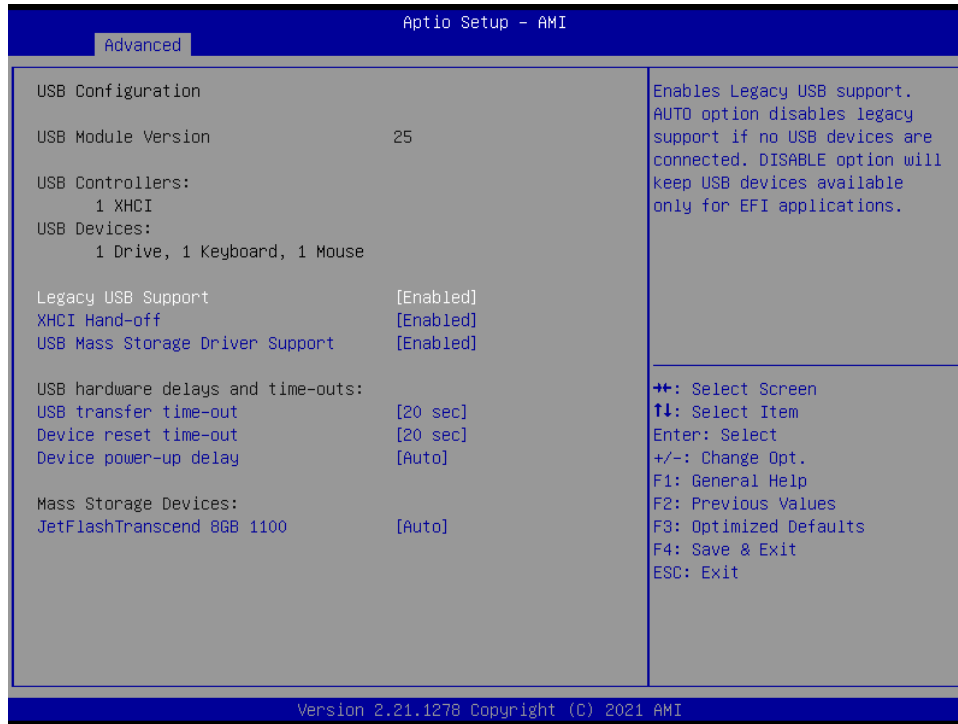 Aptio Setup – AMI
Advanced
USB Configuration
USB Module Version 25
USB Controllers:
1 XHCI
USB Devices:
1 Drive, 1 Keyboard, 1 Mouse
Legacy USB Support [Enabled]
XHCI Hand-off [Enabled]
USB Mass Storage Driver Support [Enabled]
USB hardware delays and time-outs:
USB transfer time-out [20 sec]
Device reset time-out [20 sec]
Device power-up delay [Auto]
Mass Storage Devices:
JetFlashTranscend 8GB 1100 [Auto]
Enables Legacy USB support.
AUTO option disables legacy
support if no USB devices are
connected. DISABLE option will
keep USB devices available
only for EFI applications.
→←: Select Screen
↑↓: Select Item
Enter: Select
+/-: Change Opt.
F1: General Help
F2: Previous Values
F3: Optimized Defaults
F4: Save & Exit
ESC: Exit
Version 2.21.1278 Copyright (C) 2021 AMI